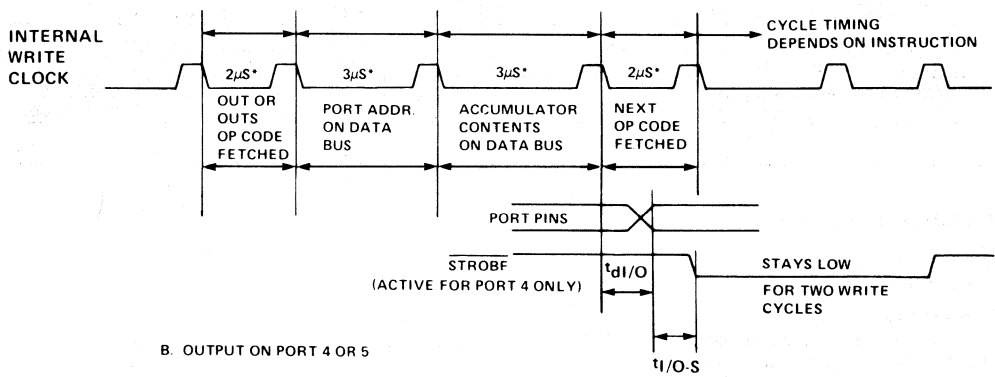 INTERNAL
WRITE
CLOCK
CYCLE TIMING
DEPENDS ON INSTRUCTION
2μS*
3μS*
3μS*
2μS*
OUT OR
OUTS
OP CODE
FETCHED
PORT ADDR.
ON DATA
BUS
ACCUMULATOR
CONTENTS
ON DATA BUS
NEXT
OP CODE
FETCHED
PORT PINS
STROBF
(ACTIVE FOR PORT 4 ONLY)
tdI/O
STAYS LOW
FOR TWO WRITE
CYCLES
tI/O-S
B. OUTPUT ON PORT 4 OR 5